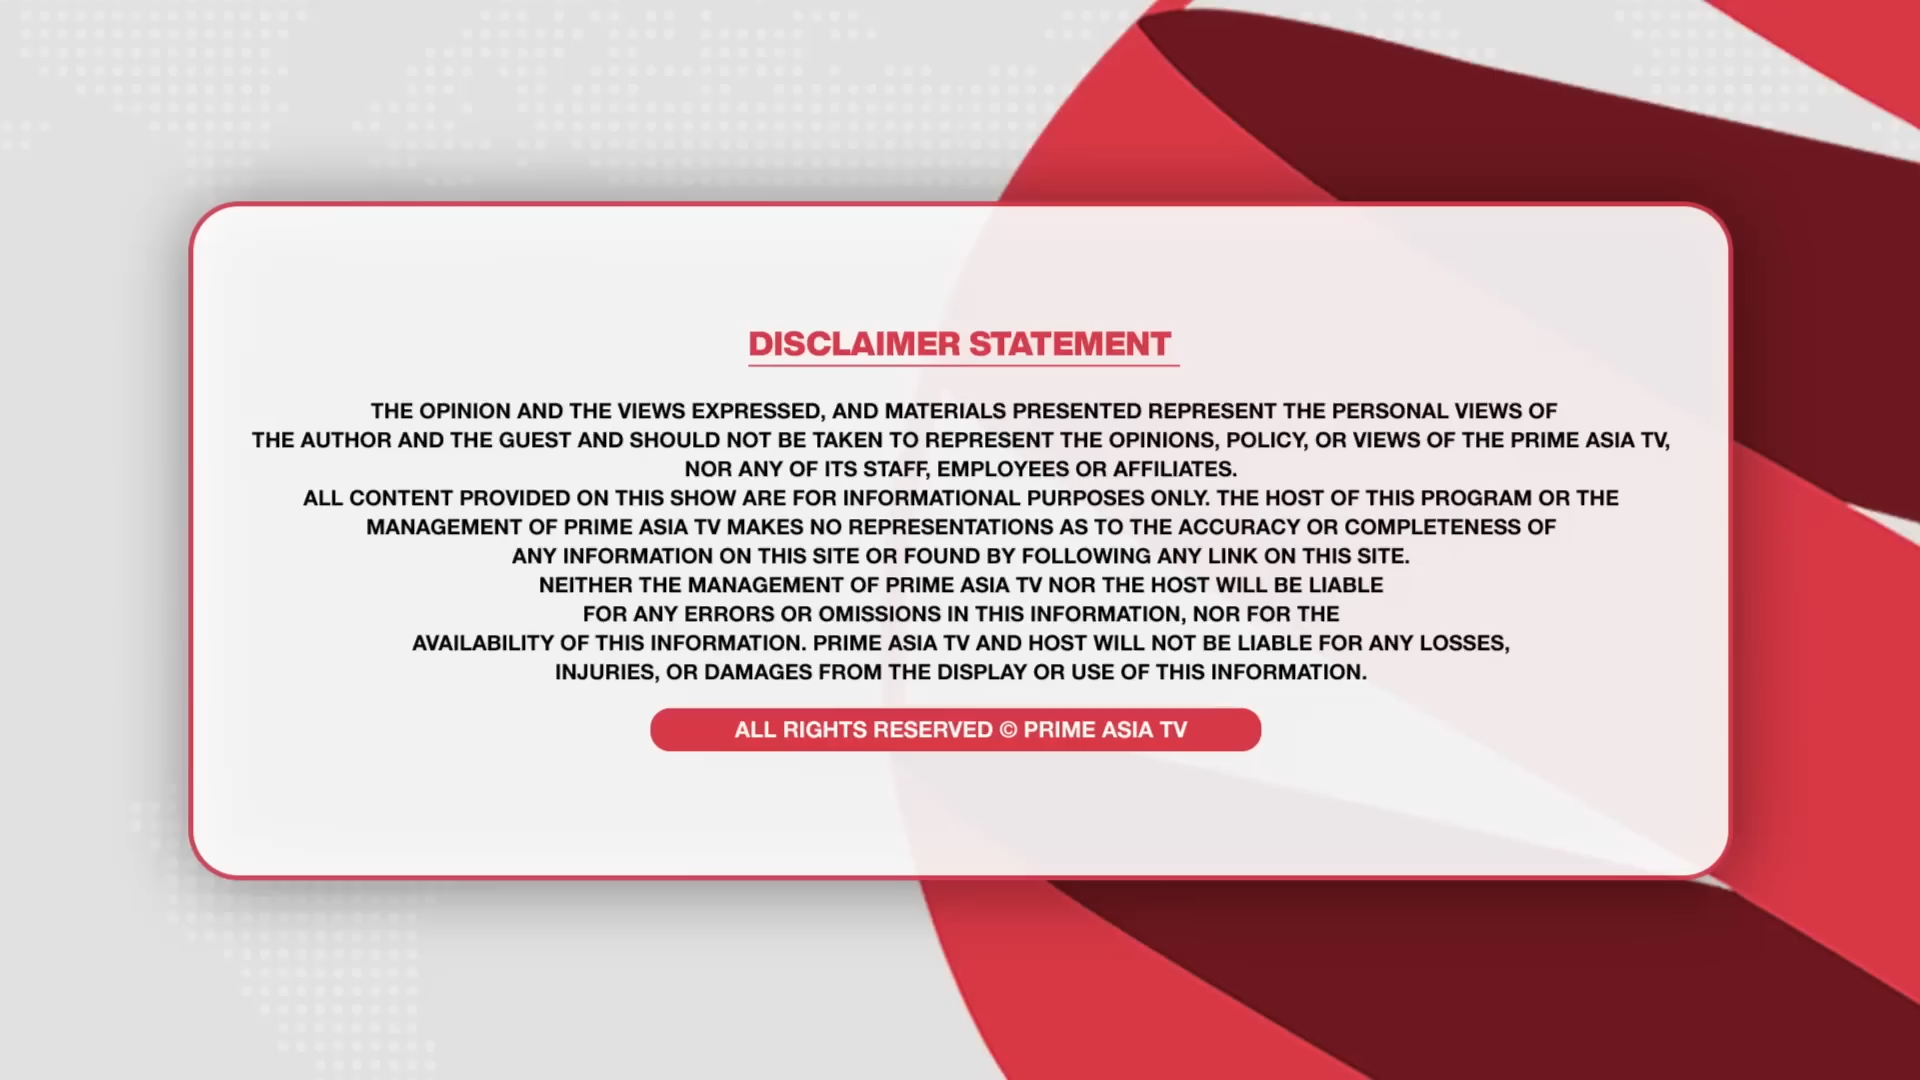 DISCLAIMER STATEMENT
THE OPINION AND THE VIEWS EXPRESSED, AND MATERIALS PRESENTED REPRESENT THE PERSONAL VIEWS OF
THE AUTHOR AND THE GUEST AND SHOULD NOT BE TAKEN TO REPRESENT THE OPINIONS, POLICY, OR VIEWS OF THE PRIME ASIA TV,
NOR ANY OF ITS STAFF, EMPLOYEES OR AFFILIATES.
ALL CONTENT PROVIDED ON THIS SHOW ARE FOR INFORMATIONAL PURPOSES ONLY. THE HOST OF THIS PROGRAM OR THE
MANAGEMENT OF PRIME ASIA TV MAKES NO REPRESENTATIONS AS TO THE ACCURACY OR COMPLETENESS OF
ANY INFORMATION ON THIS SITE OR FOUND BY FOLLOWING ANY LINK ON THIS SITE.
NEITHER THE MANAGEMENT OF PRIME ASIA TV NOR THE HOST WILL BE LIABLE
FOR ANY ERRORS OR OMISSIONS IN THIS INFORMATION, NOR FOR THE
AVAILABILITY OF THIS INFORMATION. PRIME ASIA TV AND HOST WILL NOT BE LIABLE FOR ANY LOSSES,
INJURIES, OR DAMAGES FROM THE DISPLAY OR USE OF THIS INFORMATION.
ALL RIGHTS RESERVED © PRIME ASIA TV